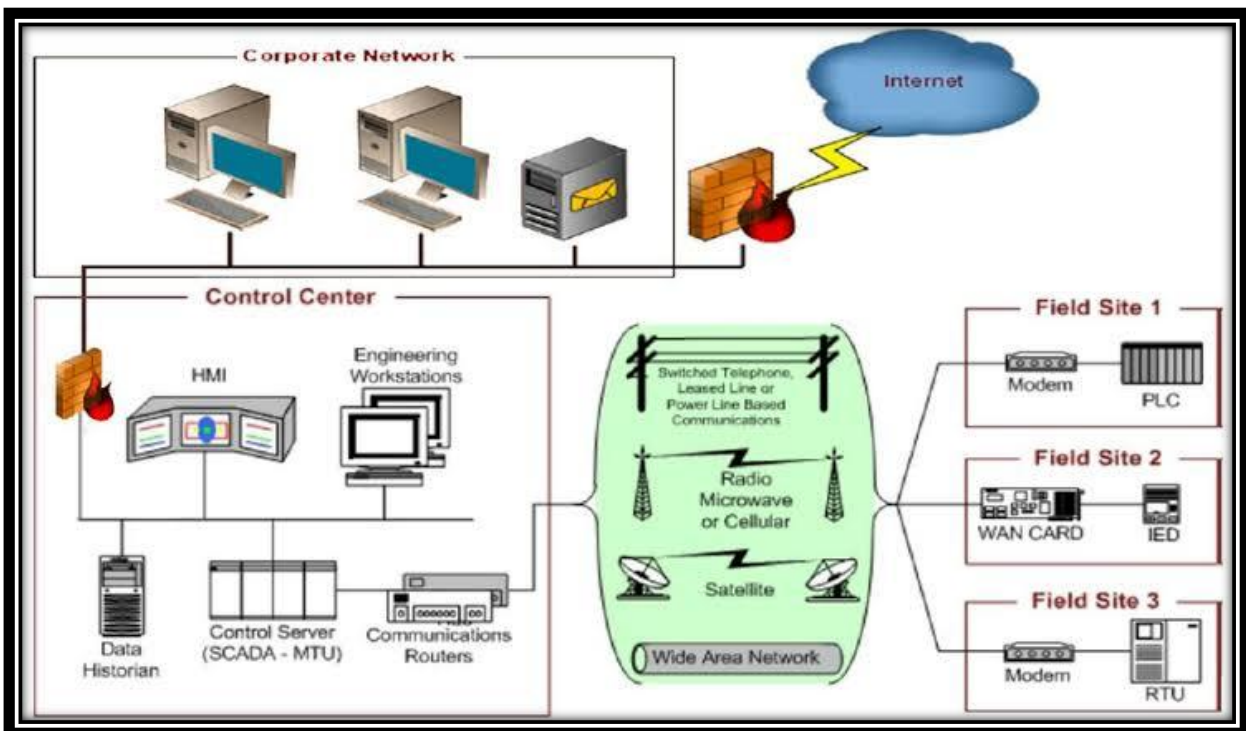 Corporate Network
Internet
Control Center
HMI
Engineering
Workstations
Data
Historian
Control Server
(SCADA - MTU)
Communications
Routers
Switched Telephone,
Leased Line or
Power Line Based
Communications
Radio
Microwave
or Cellular
Satellite
Wide Area Network
Field Site 1
Modem
PLC
Field Site 2
WAN CARD
IED
Field Site 3
Modem
RTU